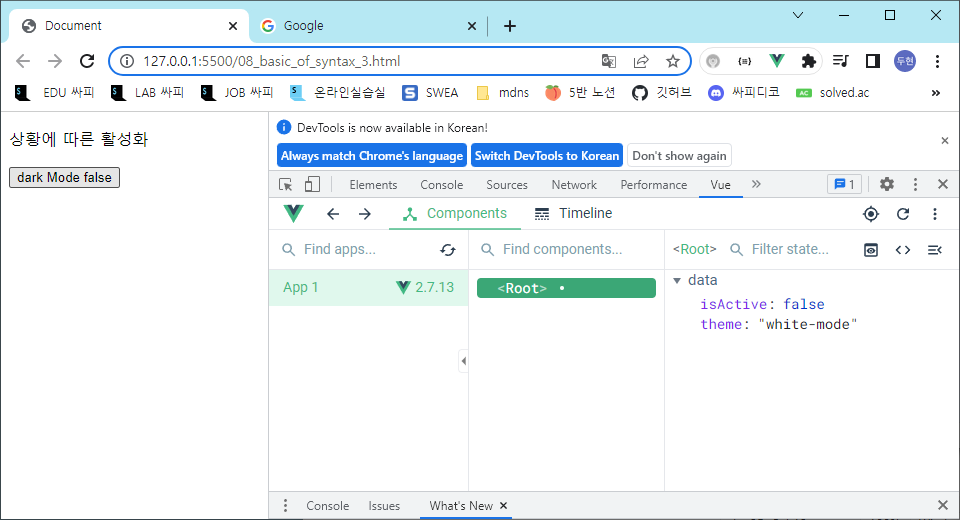 Document
Google
127.0.0.1:5500/08_basic_of_syntax_3.html
두현
EDU 싸피
LAB 싸피
JOB 싸피
온라인실습실
SWEA
mdns
5반 노션
깃허브
싸피디코
AC solved.ac
상황에 따른 활성화
dark Mode false
DevTools is now available in Korean!
Always match Chrome's language
Switch DevTools to Korean
Don't show again
Elements
Console
Sources
Network
Performance
Vue
1
Components
Timeline
Find apps...
Find components...
<Root>
Filter state...
App 1
2.7.13
<Root>
data
isActive: false
theme: "white-mode"
Console
Issues
What's New